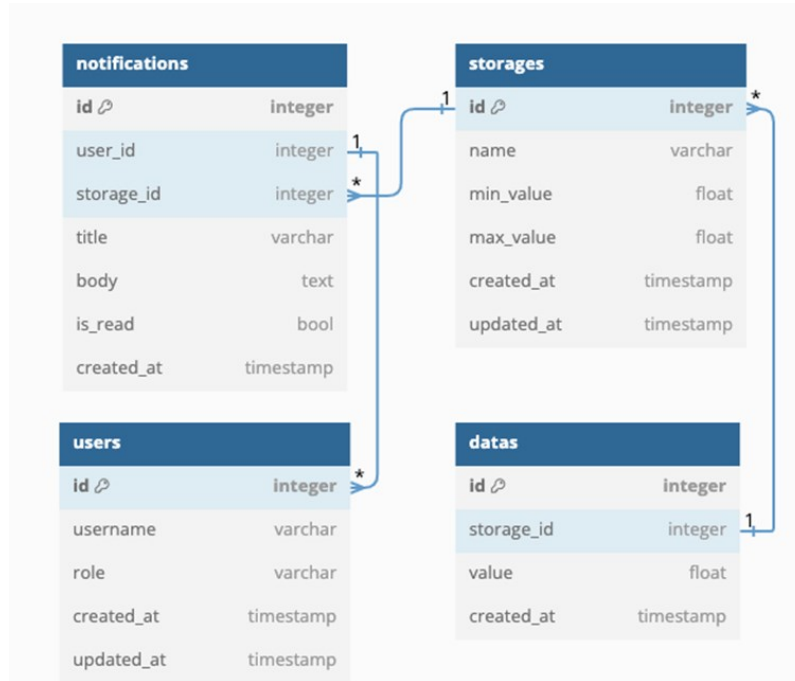 notifications
id integer
user_id integer 1
storage_id integer *
title varchar
body text
is_read bool
created_at timestamp
storages
1 id integer *
name varchar
min_value float
max_value float
created_at timestamp
updated_at timestamp
users
id integer *
username varchar
role varchar
created_at timestamp
updated_at timestamp
datas
id integer
storage_id integer 1
value float
created_at timestamp